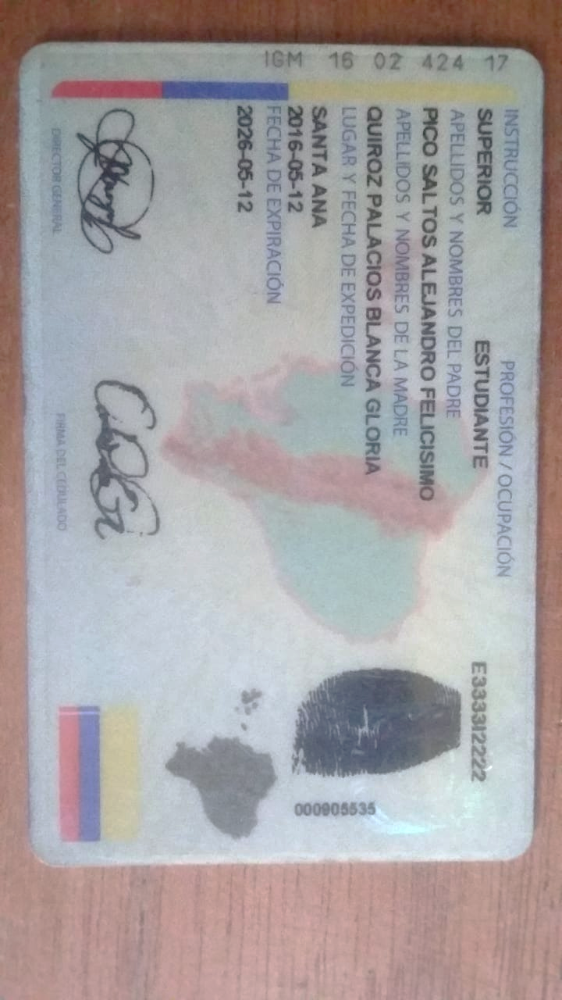 IGM 16 02 424 17
INSTRUCCIÓN PROFESIÓN / OCUPACIÓN
SUPERIOR ESTUDIANTE E3333I2222
APELLIDOS Y NOMBRES DEL PADRE
PICO SALTOS ALEJANDRO FELICISIMO
APELLIDOS Y NOMBRES DE LA MADRE
QUIROZ PALACIOS BLANCA GLORIA
LUGAR Y FECHA DE EXPEDICIÓN
SANTA ANA
2016-05-12
FECHA DE EXPIRACIÓN
2026-05-12
000905535
DIRECTOR GENERAL FIRMA DEL CEDULADO